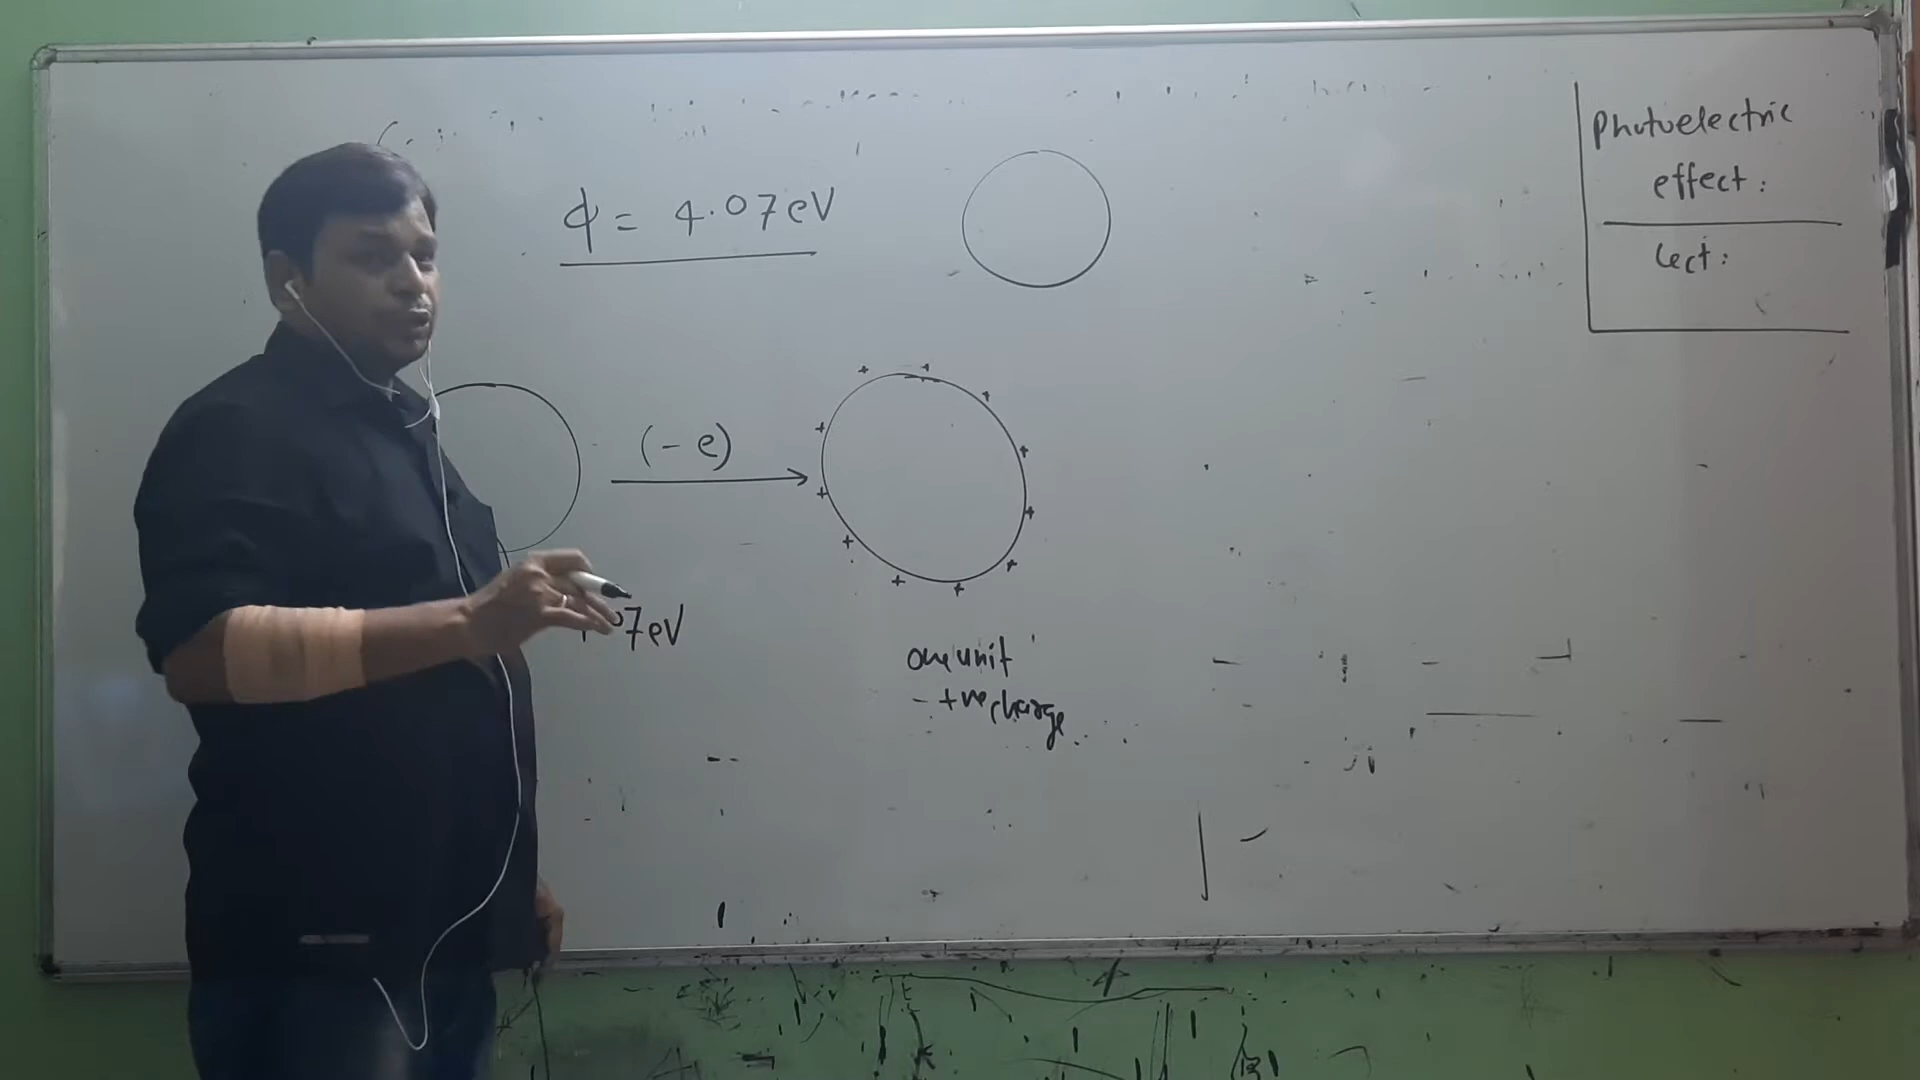 ϕ = 4.07eV
(- e)
07eV
one unit
- +ve charge
Photoelectric
effect:
Lect: